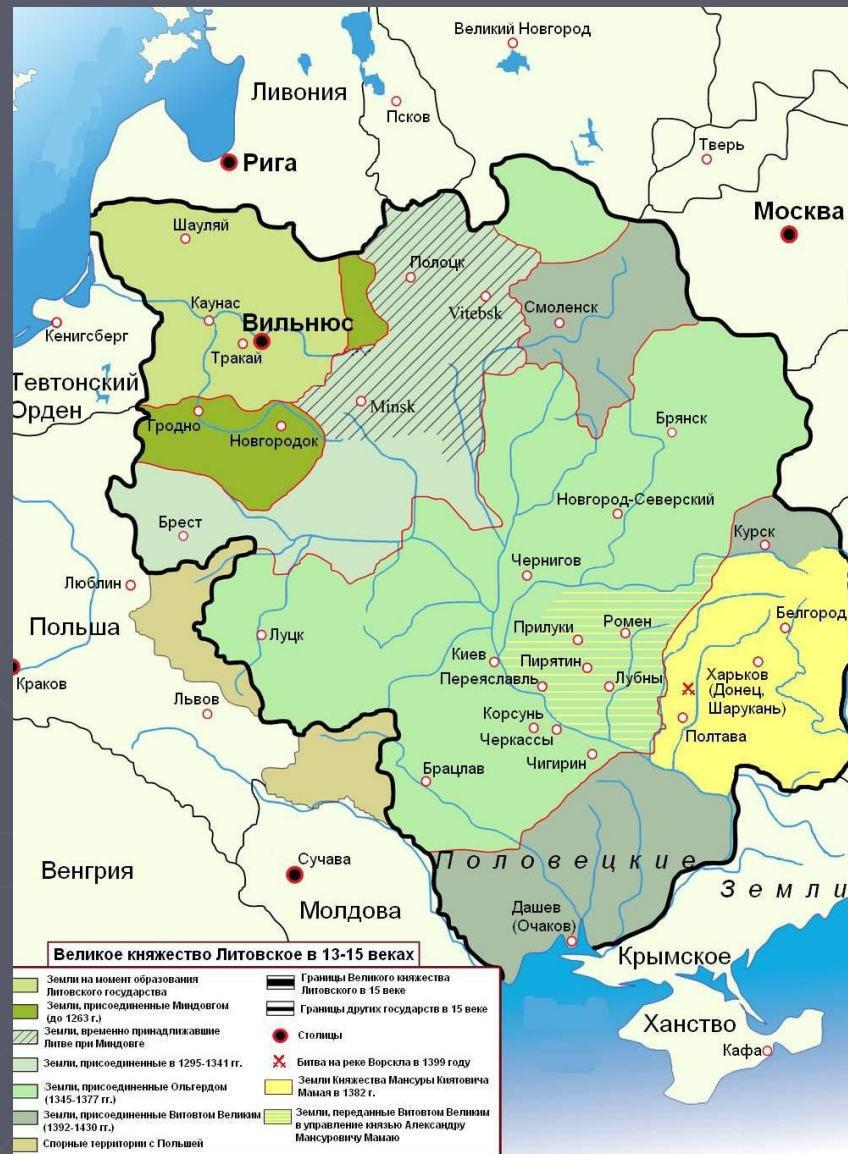 Великий Новгород
Ливония
Псков
Тверь
Рига
Москва
Шауляй
Полоцк
Каунас
Vitebsk
Смоленск
Вильнюс
Кенигсберг
Тракай
Тевтонский
Орден
Minsk
Гродно
Новгородок
Брянск
Новгород-Северский
Брест
Курск
Чернигов
Люблин
Белгород
Польша
Луцк
Прилуки
Ромен
Киев
Пирятин
Харьков
(Донец,
Шарукань)
Переяславль
Лубны
Краков
Львов
Корсунь
Полтава
Черкассы
Чигирин
Брацлав
Половецкие
Земли
Венгрия
Сучава
Молдова
Дашев
(Очаков)
Крымское
Ханство
Кафа
Великое княжество Литовское в 13-15 веках
Земли на момент образования
Литовского государства
Земли, присоединенные Миндовгом
(до 1263 г.)
Земли, временно принадлижавшие
Литве при Миндовге
Земли, присоединенные в 1295-1341 гг.
Земли, присоединенные Ольгердом
(1345-1377 гг.)
Земли, присоединенные Витовтом Великим
(1392-1430 гг.)
Спорные территории с Польшей
Границы Великого княжества
Литовского в 15 веке
Границы других государств в 15 веке
Столицы
Битва на реке Ворскла в 1399 году
Земли Княжества Мансуры Киятовича
Мамая в 1382 г.
Земли, переданные Витовтом Великим
в управление князю Александру
Мансуровичу Мамаю